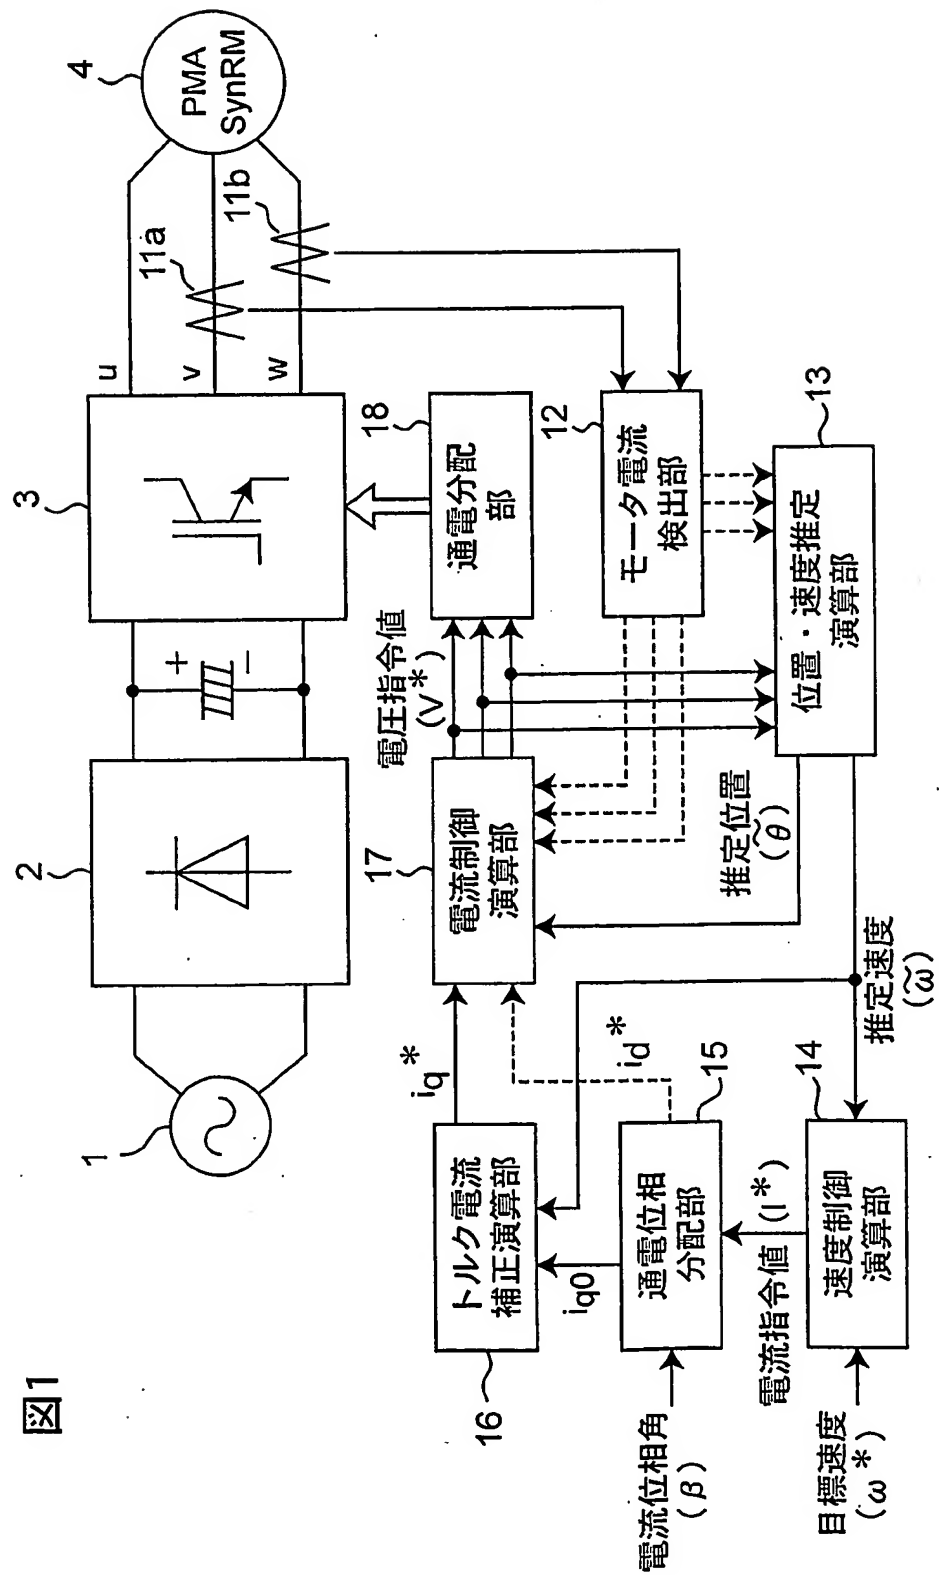 図1
1
2
3
4
PMA
SynRM
+
−
u
v
w
11a
11b
電圧指令値
(V*)
18
通電分配
部
12
モータ電流
検出部
13
位置・速度推定
演算部
17
電流制御
演算部
推定位置
(θ̃)
推定速度
(ω̃)
iq*
id*
16
トルク電流
補正演算部
iq0
15
通電位相
分配部
電流位相角
(β)
電流指令値 (I*)
14
速度制御
演算部
目標速度
(ω*)